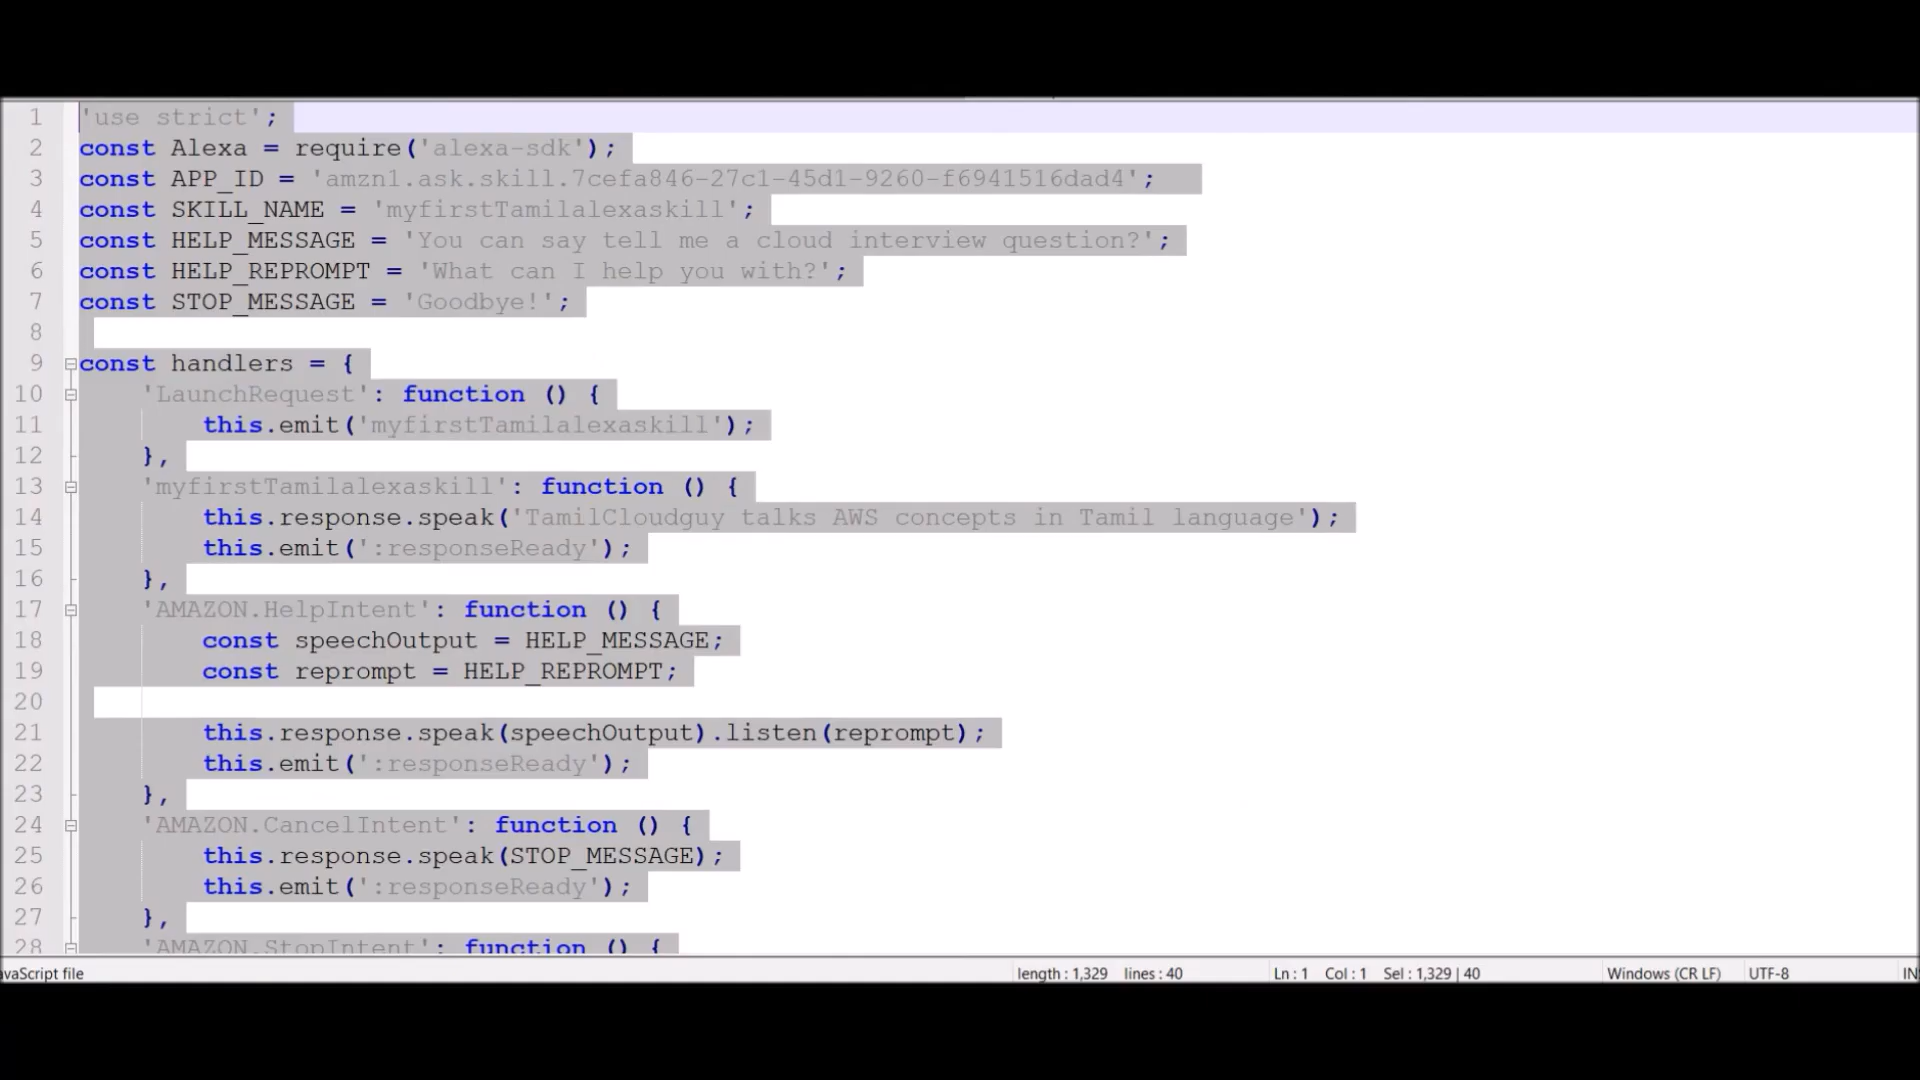 1 'use strict';
2 const Alexa = require('alexa-sdk');
3 const APP_ID = 'amzn1.ask.skill.7cefa846-27c1-45d1-9260-f6941516dad4';
4 const SKILL_NAME = 'myfirstTamilalexaskill';
5 const HELP_MESSAGE = 'You can say tell me a cloud interview question?';
6 const HELP_REPROMPT = 'What can I help you with?';
7 const STOP_MESSAGE = 'Goodbye!';
8
9 const handlers = {
10 'LaunchRequest': function () {
11 this.emit('myfirstTamilalexaskill');
12 },
13 'myfirstTamilalexaskill': function () {
14 this.response.speak('TamilCloudguy talks AWS concepts in Tamil language');
15 this.emit(':responseReady');
16 },
17 'AMAZON.HelpIntent': function () {
18 const speechOutput = HELP_MESSAGE;
19 const reprompt = HELP_REPROMPT;
20
21 this.response.speak(speechOutput).listen(reprompt);
22 this.emit(':responseReady');
23 },
24 'AMAZON.CancelIntent': function () {
25 this.response.speak(STOP_MESSAGE);
26 this.emit(':responseReady');
27 },
28 'AMAZON.StopIntent': function () {
avaScript file length : 1,329 lines : 40 Ln : 1 Col : 1 Sel : 1,329 | 40 Windows (CR LF) UTF-8 IN